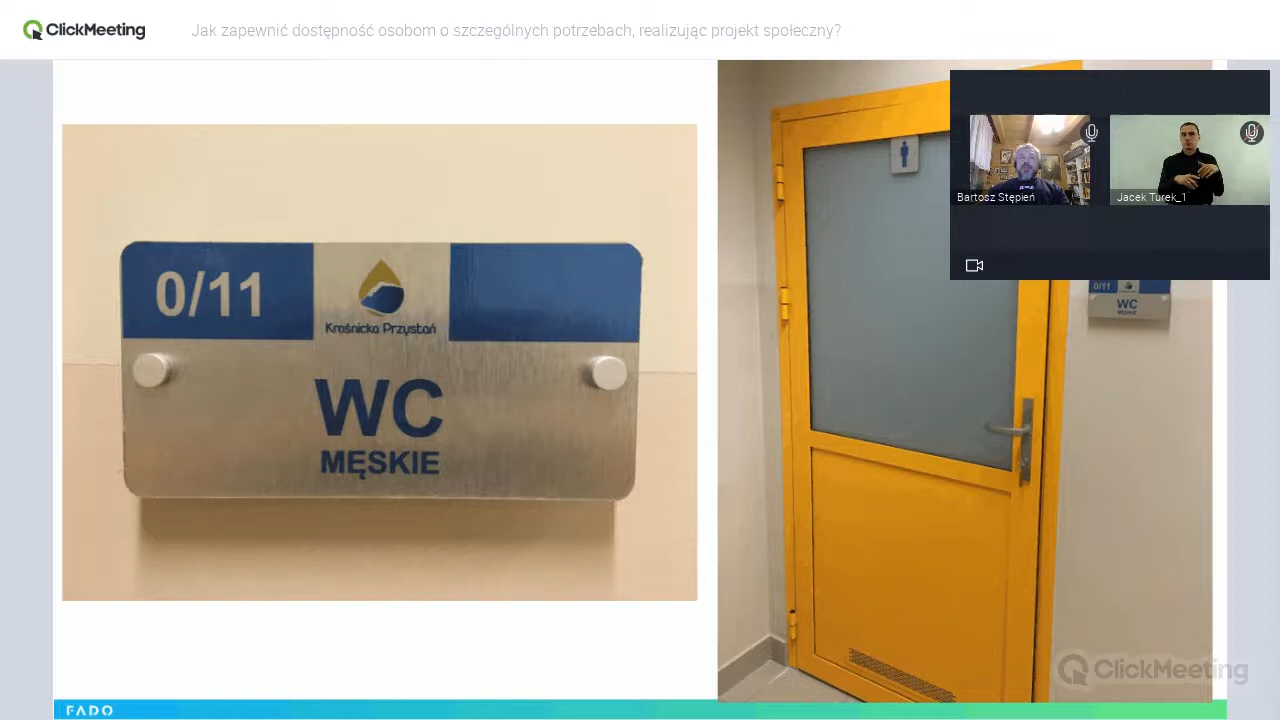 ClickMeeting
Jak zapewnić dostępność osobom o szczególnych potrzebach, realizując projekt społeczny?
0/11
Krośnicka Przystań
WC
MĘSKIE
Bartosz Stępień
Jacek Turek_1
0/11
WC
MĘSKIE
ClickMeeting
FADO